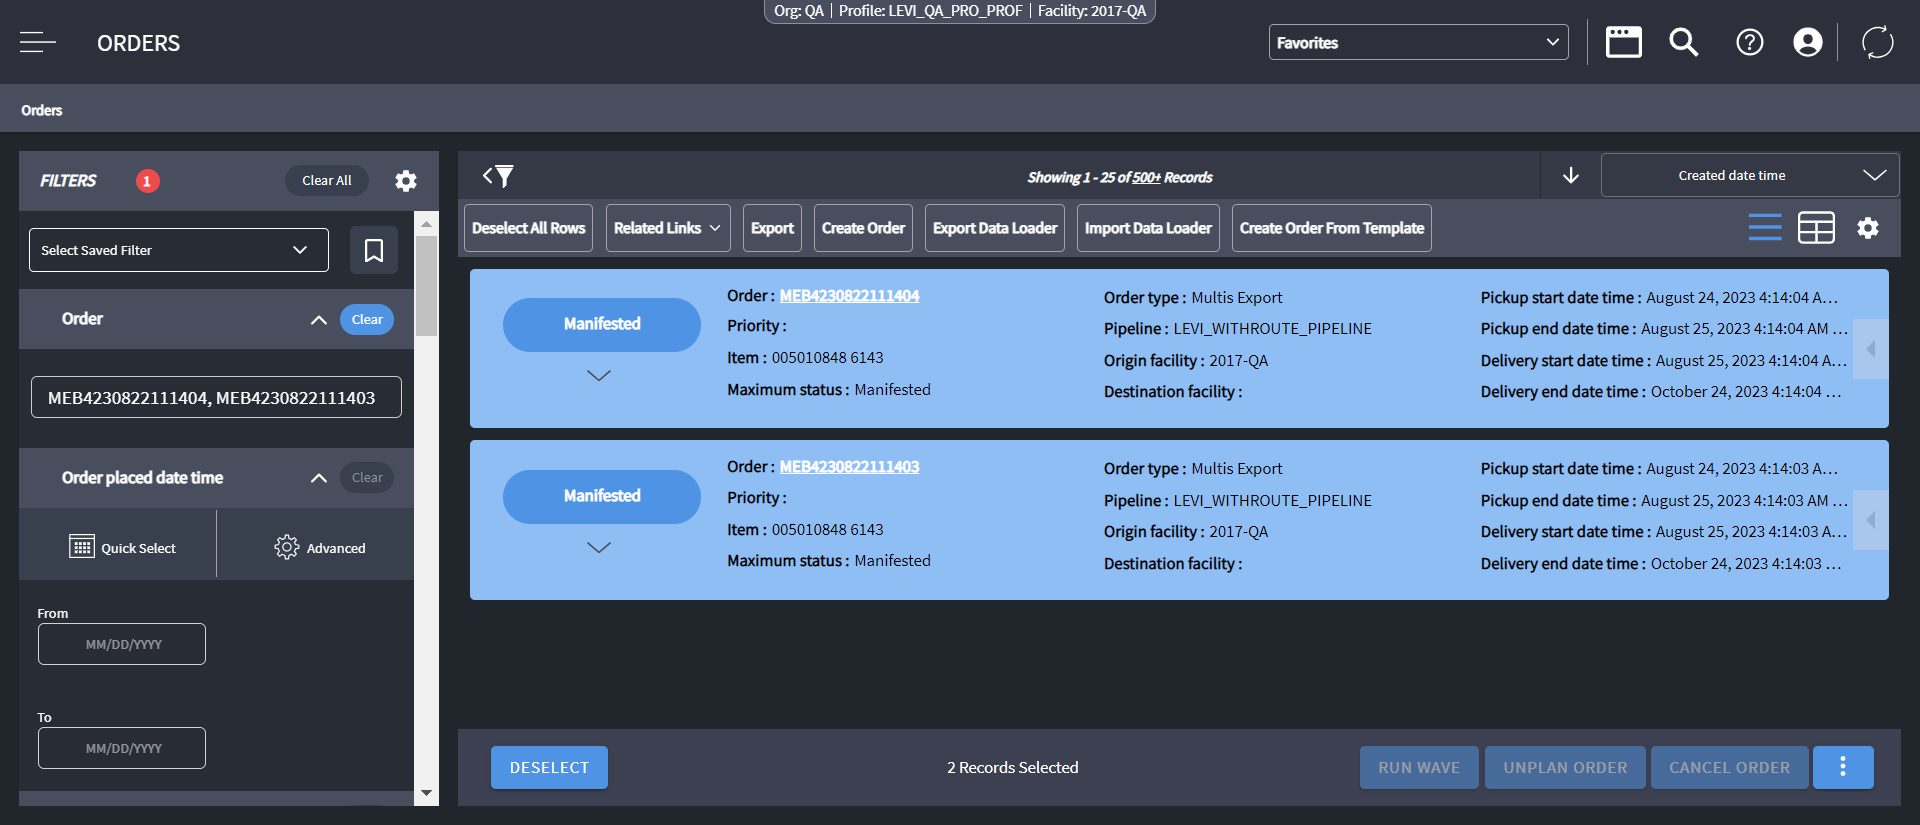 Org: QA | Profile: LEVI_QA_PRO_PROF | Facility: 2017-QA
ORDERS
Favorites
Orders
FILTERS
1
Clear All
Select Saved Filter
Order
Clear
MEB4230822111404, MEB4230822111403
Order placed date time
Clear
Quick Select
Advanced
From
MM/DD/YYYY
To
MM/DD/YYYY
Showing 1 - 25 of 500+ Records
Created date time
Deselect All Rows
Related Links
Export
Create Order
Export Data Loader
Import Data Loader
Create Order From Template
Manifested
Order : MEB4230822111404
Priority :
Item : 005010848 6143
Maximum status : Manifested
Order type : Multis Export
Pipeline : LEVI_WITHROUTE_PIPELINE
Origin facility : 2017-QA
Destination facility :
Pickup start date time : August 24, 2023 4:14:04 A...
Pickup end date time : August 25, 2023 4:14:04 AM ...
Delivery start date time : August 25, 2023 4:14:04 A...
Delivery end date time : October 24, 2023 4:14:04 ...
Manifested
Order : MEB4230822111403
Priority :
Item : 005010848 6143
Maximum status : Manifested
Order type : Multis Export
Pipeline : LEVI_WITHROUTE_PIPELINE
Origin facility : 2017-QA
Destination facility :
Pickup start date time : August 24, 2023 4:14:03 A...
Pickup end date time : August 25, 2023 4:14:03 AM ...
Delivery start date time : August 25, 2023 4:14:03 A...
Delivery end date time : October 24, 2023 4:14:03 ...
DESELECT
2 Records Selected
RUN WAVE
UNPLAN ORDER
CANCEL ORDER